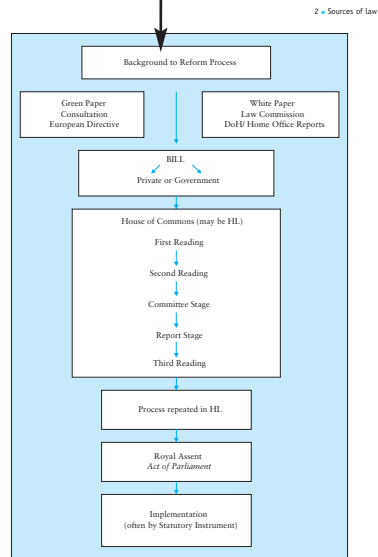 2 ■ Sources of law
Background to Reform Process
Green Paper
Consultation
European Directive
White Paper
Law Commission
DoH/ Home Office Reports
BILL
Private or Government
House of Commons (may be HL)
First Reading
Second Reading
Committee Stage
Report Stage
Third Reading
Process repeated in HL
Royal Assent
Act of Parliament
Implementation
(often by Statutory Instrument)